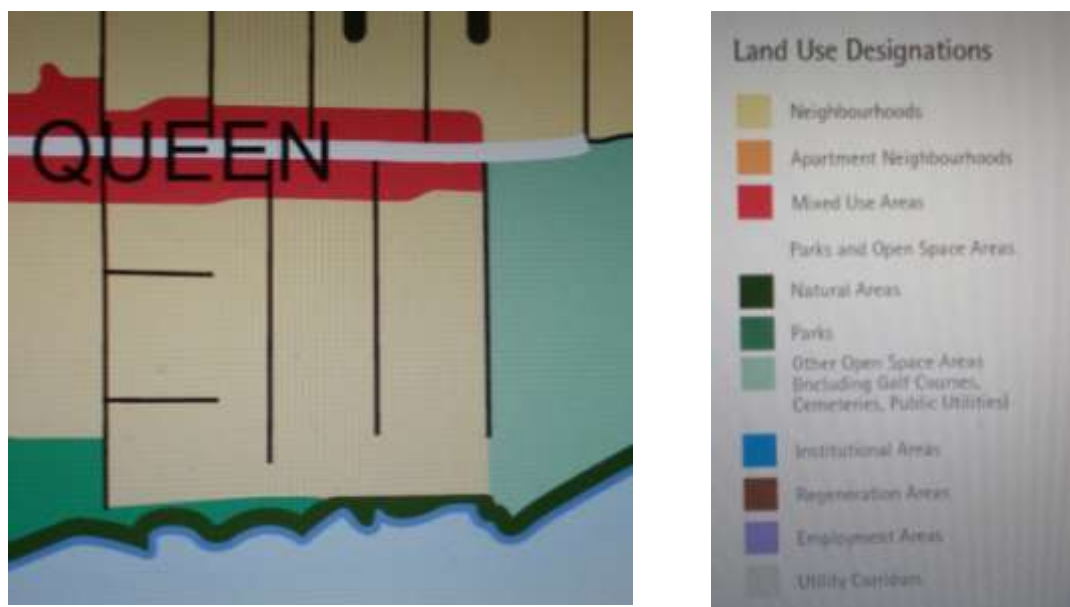 QUEEN
Land Use Designations
Neighbourhoods
Apartment Neighbourhoods
Mixed Use Areas
Parks and Open Space Areas
Natural Areas
Parks
Other Open Space Areas
(Including Golf Courses,
Cemeteries, Public Utilities)
Institutional Areas
Regeneration Areas
Employment Areas
Utility Corridors